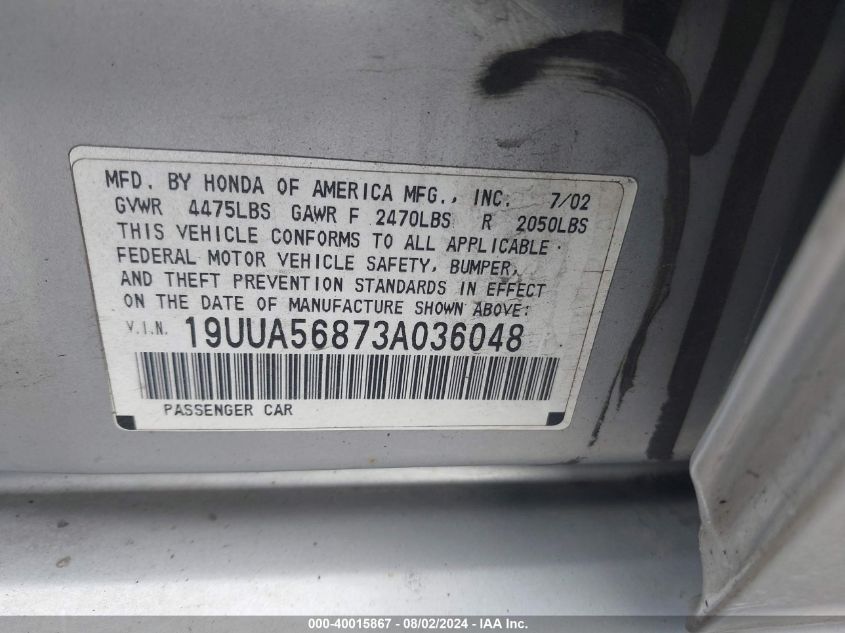 MFD. BY HONDA OF AMERICA MFG., INC. 7/02
GVWR 4475LBS GAWR F 2470LBS R 2050LBS
THIS VEHICLE CONFORMS TO ALL APPLICABLE
FEDERAL MOTOR VEHICLE SAFETY, BUMPER,
AND THEFT PREVENTION STANDARDS IN EFFECT
ON THE DATE OF MANUFACTURE SHOWN ABOVE:
V.I.N. 19UUA56873A036048
PASSENGER CAR
000-40015867 - 08/02/2024 - IAA Inc.